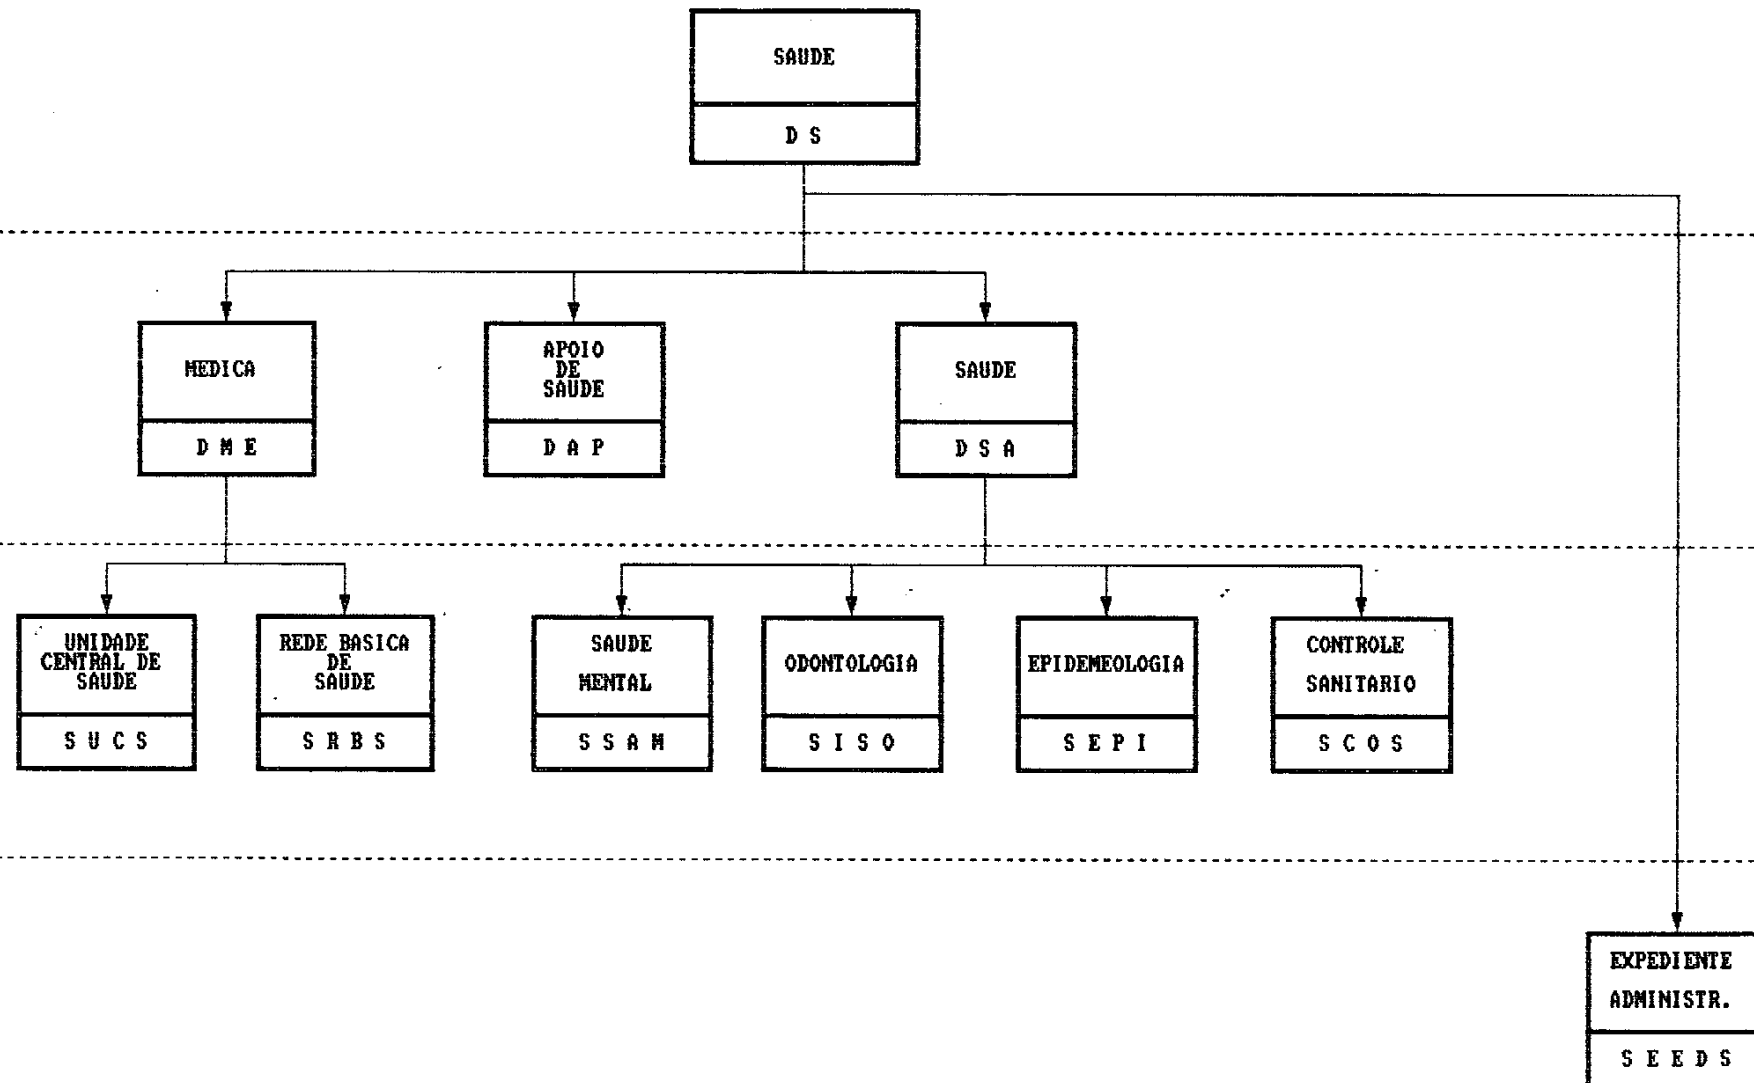 SAUDE
D S
MEDICA
D M E
APOIO
DE
SAUDE
D A P
SAUDE
D S A
UNIDADE
CENTRAL DE
SAUDE
S U C S
REDE BASICA
DE
SAUDE
S R B S
SAUDE
MENTAL
S S A M
ODONTOLOGIA
S I S O
EPIDEMEOLOGIA
S E P I
CONTROLE
SANITARIO
S C O S
EXPEDIENTE
ADMINISTR.
S E E D S